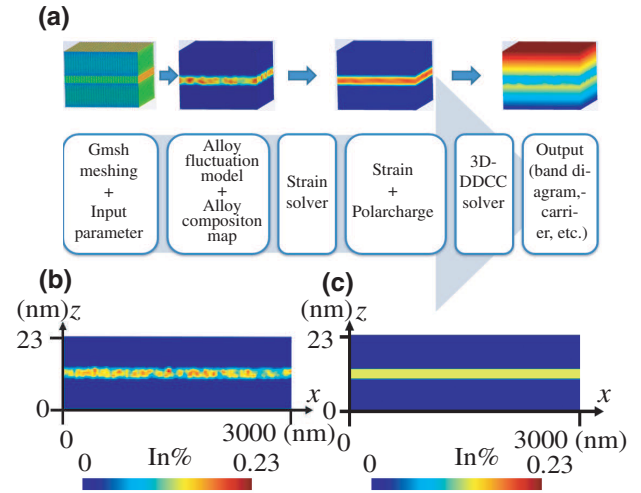 (a)
Gmsh
meshing
+
Input
parameter
Alloy
fluctuation
model
+
Alloy
compositon
map
Strain
solver
Strain
+
Polarcharge
3D-
DDCC
solver
Output
(band di-
agram,-
carri-
er, etc.)
(b)
(nm) z
23
0
x
0
3000 (nm)
0 In% 0.23
(c)
(nm) z
23
0
x
0
3000 (nm)
0 In% 0.23